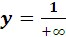 y = 1/+∞